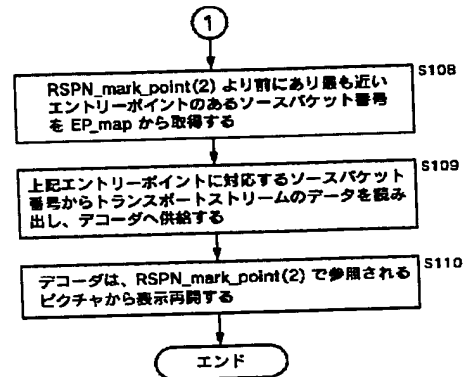 1
RSPN_mark_point(2) より前にあり最も近い
エントリーポイントのあるソースパケット番号
を EP_map から取得する
S108
上記エントリーポイントに対応するソースパケット
番号からトランスポートストリームのデータを読み
出し、デコーダへ供給する
S109
デコーダは、RSPN_mark_point(2) で参照される
ピクチャから表示再開する
S110
エンド